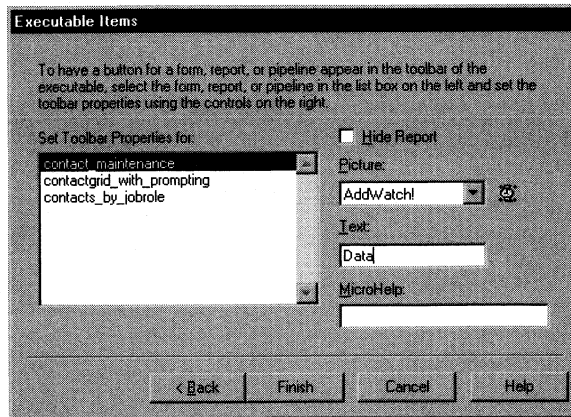 Executable Items
To have a button for a form, report, or pipeline appear in the toolbar of the
executable, select the form, report, or pipeline in the list box on the left and set the
toolbar properties using the controls on the right.
Set Toolbar Properties for:
contact_maintenance
contactgrid_with_prompting
contacts_by_jobrole
Hide Report
Picture:
AddWatch!
Text:
Data
MicroHelp:
< Back
Finish
Cancel
Help